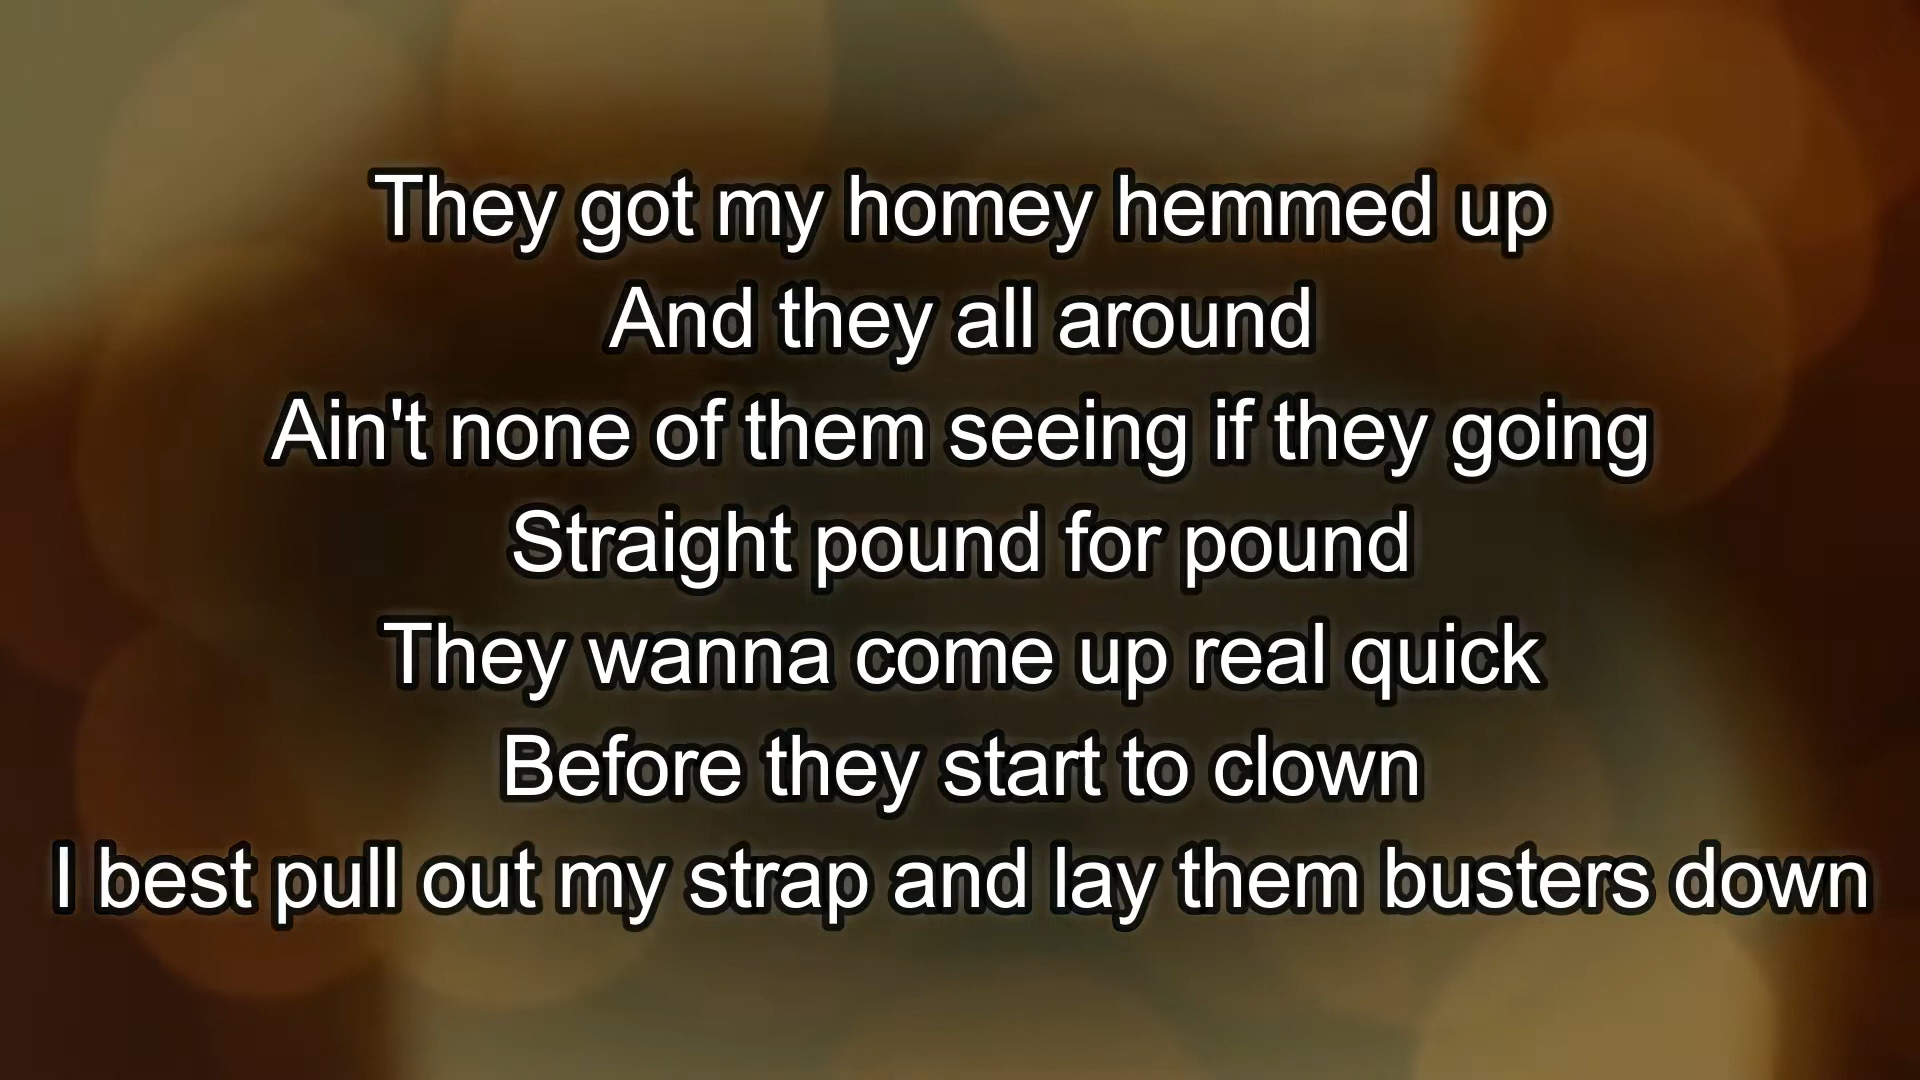 They got my homey hemmed up
And they all around
Ain't none of them seeing if they going
Straight pound for pound
They wanna come up real quick
Before they start to clown
I best pull out my strap and lay them busters down